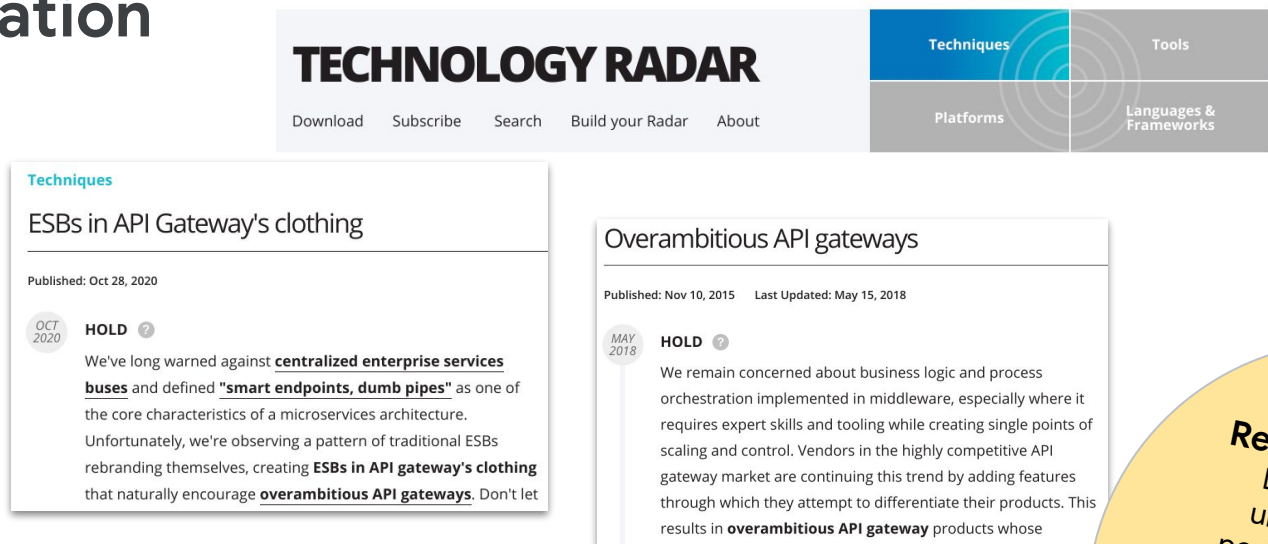 TECHNOLOGY RADAR
Download Subscribe Search Build your Radar About
Techniques
Tools
Platforms
Languages &
Frameworks
Techniques
ESBs in API Gateway's clothing
Published: Oct 28, 2020
OCT
2020
HOLD ?
We've long warned against centralized enterprise services
buses and defined "smart endpoints, dumb pipes" as one of
the core characteristics of a microservices architecture.
Unfortunately, we're observing a pattern of traditional ESBs
rebranding themselves, creating ESBs in API gateway's clothing
that naturally encourage overambitious API gateways. Don't let
Overambitious API gateways
Published: Nov 10, 2015 Last Updated: May 15, 2018
MAY
2018
HOLD ?
We remain concerned about business logic and process
orchestration implemented in middleware, especially where it
requires expert skills and tooling while creating single points of
scaling and control. Vendors in the highly competitive API
gateway market are continuing this trend by adding features
through which they attempt to differentiate their products. This
results in overambitious API gateway products whose